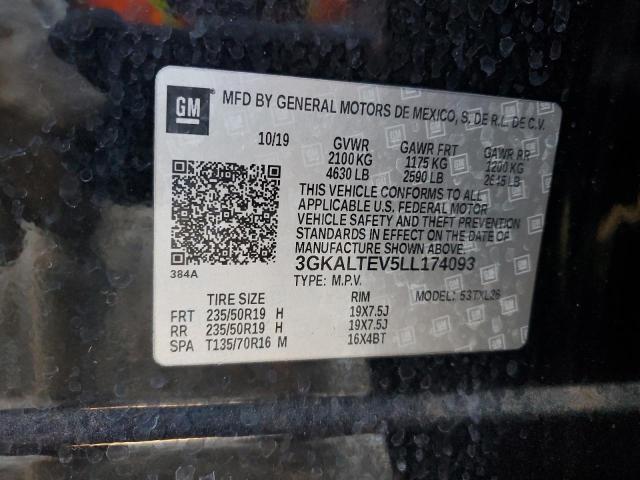 GM MFD BY GENERAL MOTORS DE MEXICO, S. DE R.L. DE C.V.
10/19 GVWR GAWR FRT GAWR RR
2100 KG 1175 KG 1200 KG
4630 LB 2590 LB 2645 LB
THIS VEHICLE CONFORMS TO ALL
APPLICABLE U.S. FEDERAL MOTOR
VEHICLE SAFETY AND THEFT PREVENTION
STANDARDS IN EFFECT ON THE DATE OF
MANUFACTURE SHOWN ABOVE.
384A 3GKALTEV5LL174093
TYPE: M.P.V. MODEL: 53TXL26
TIRE SIZE RIM
FRT 235/50R19 H 19X7.5J
RR 235/50R19 H 19X7.5J
SPA T135/70R16 M 16X4BT